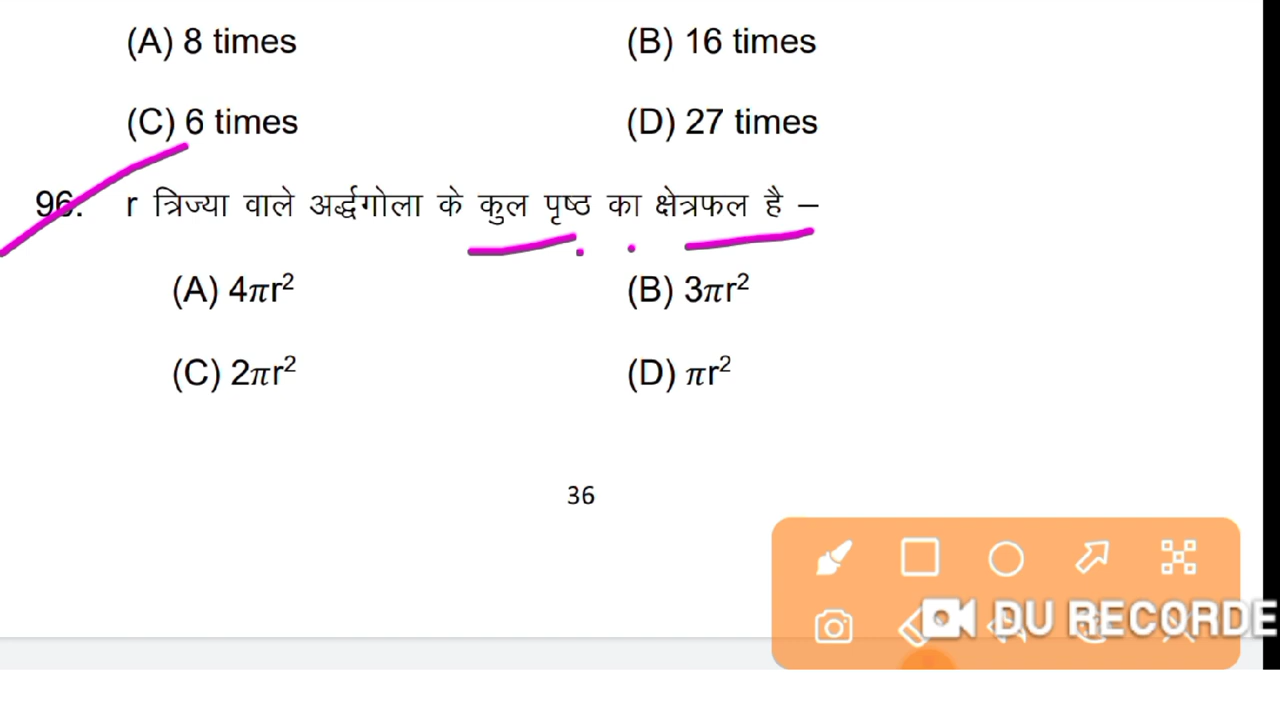 (A) 8 times (B) 16 times
(C) 6 times (D) 27 times
96. r त्रिज्या वाले अर्द्धगोला के कुल पृष्ठ का क्षेत्रफल है –
(A) 4πr² (B) 3πr²
(C) 2πr² (D) πr²
36
DU RECORDE